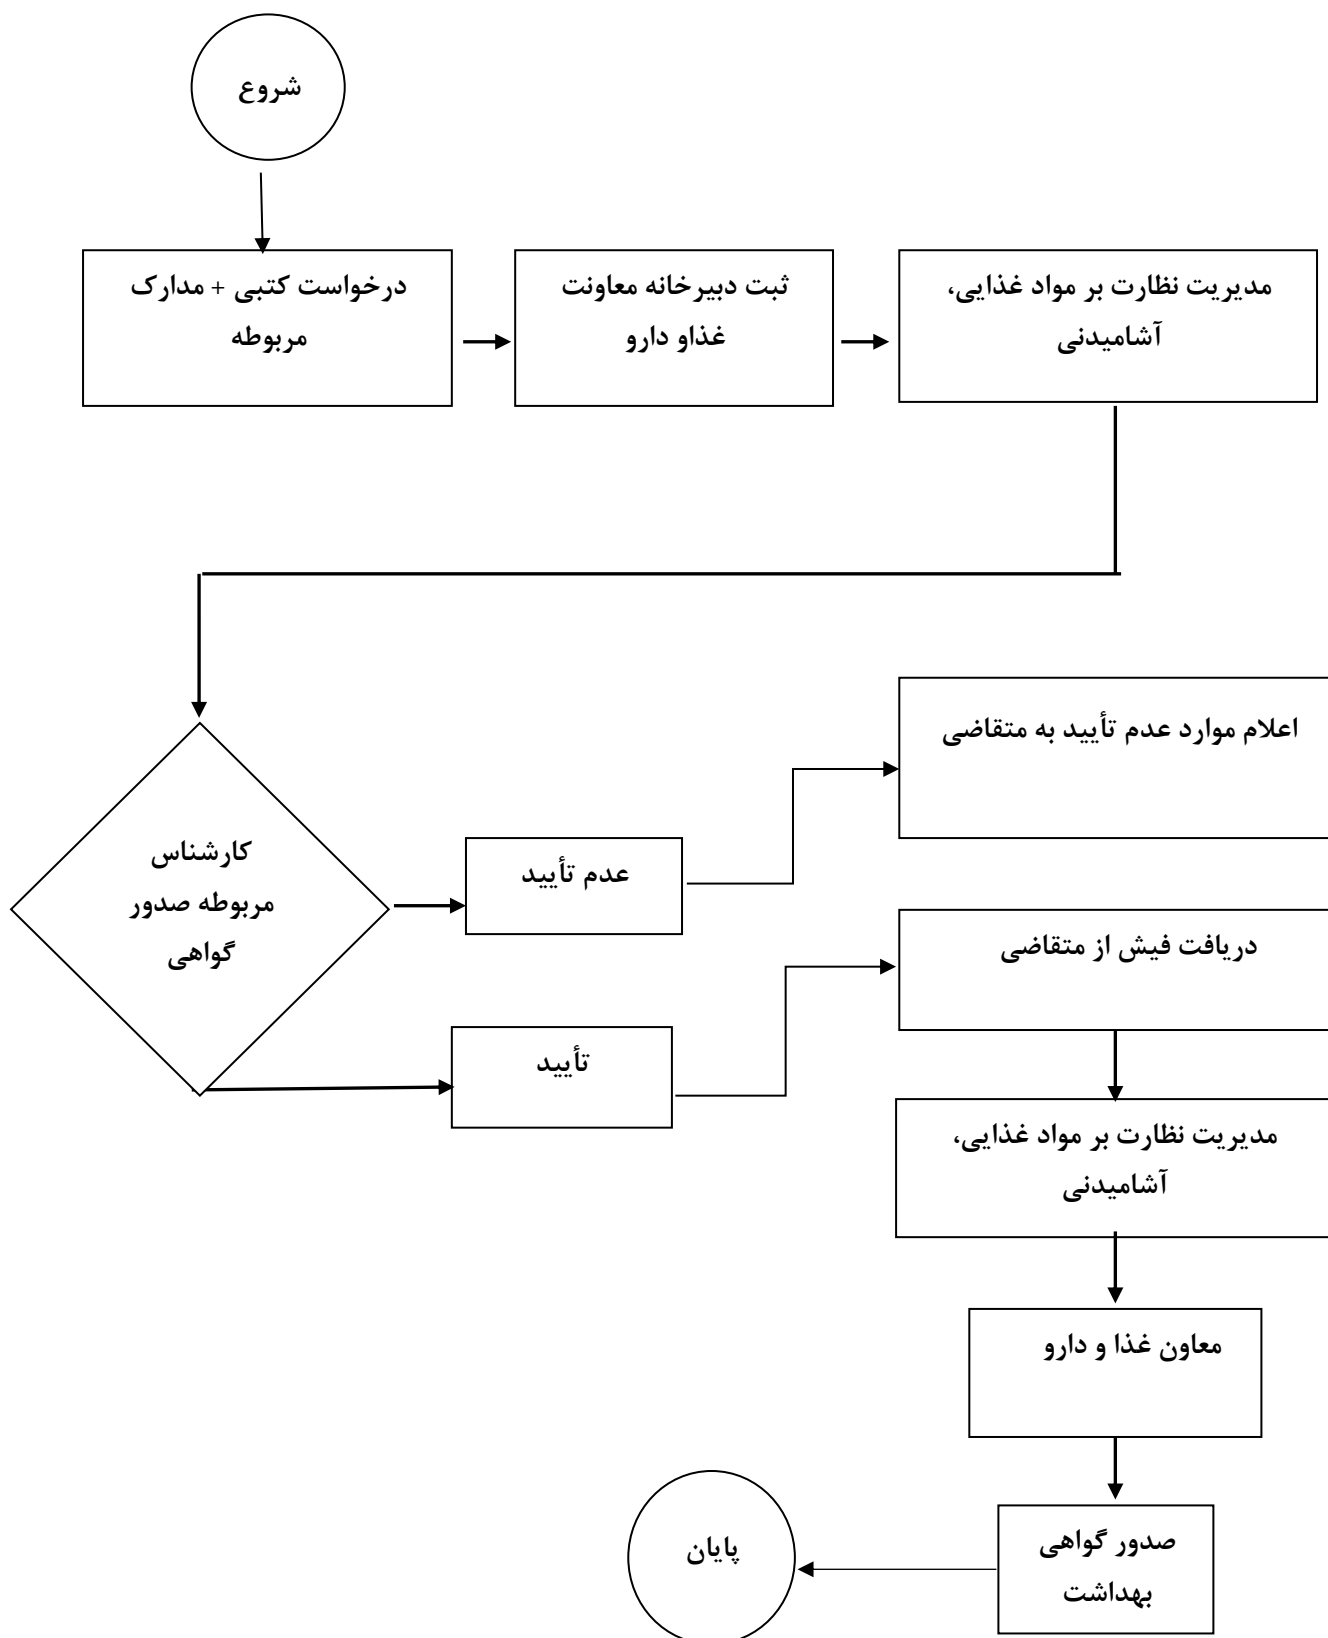 شروع
درخواست کتبی + مدارک
مربوطه
ثبت دبیرخانه معاونت
غذاو دارو
مدیریت نظارت بر مواد غذایی،
آشامیدنی
کارشناس
مربوطه صدور
گواهی
عدم تأیید
اعلام موارد عدم تأیید به متقاضی
تأیید
دریافت فیش از متقاضی
مدیریت نظارت بر مواد غذایی،
آشامیدنی
معاون غذا و دارو
صدور گواهی
بهداشت
پایان